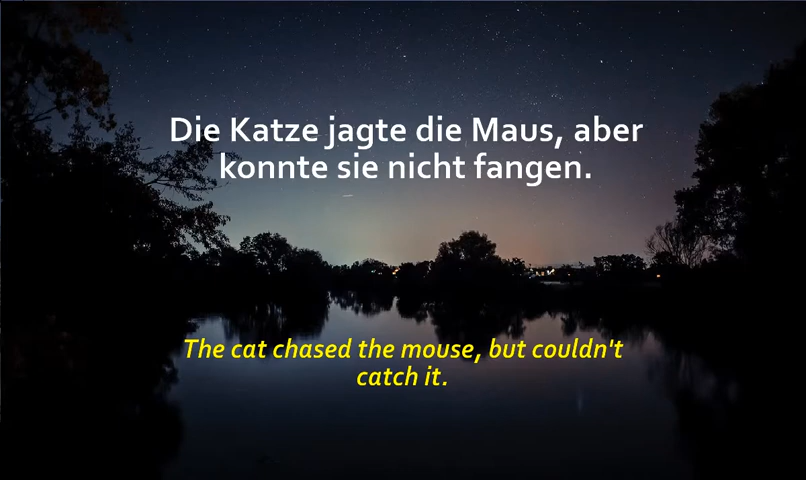 Die Katze jagte die Maus, aber
konnte sie nicht fangen.
The cat chased the mouse, but couldn't
catch it.